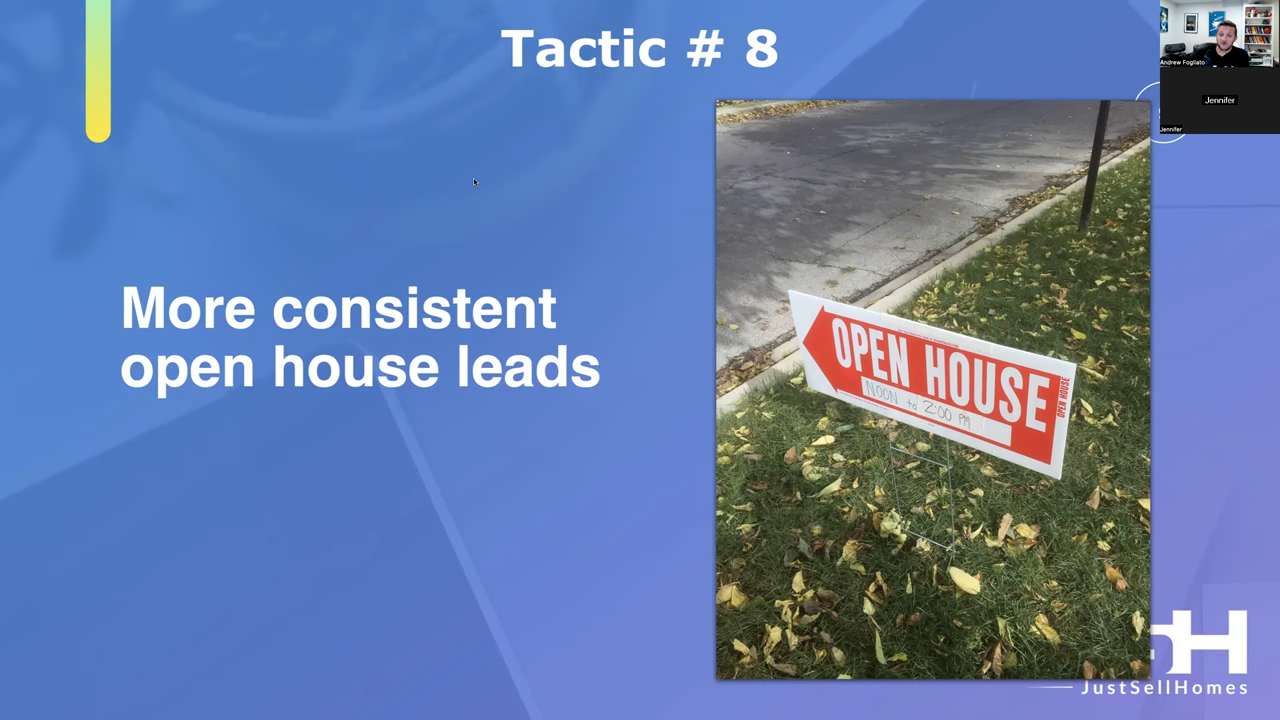 Tactic # 8
Andrew Fogliato
Jennifer
Jennifer
More consistent
open house leads
OPEN HOUSE
NOON to 2:00 PM
OPEN HOUSE
H
JustSellHomes